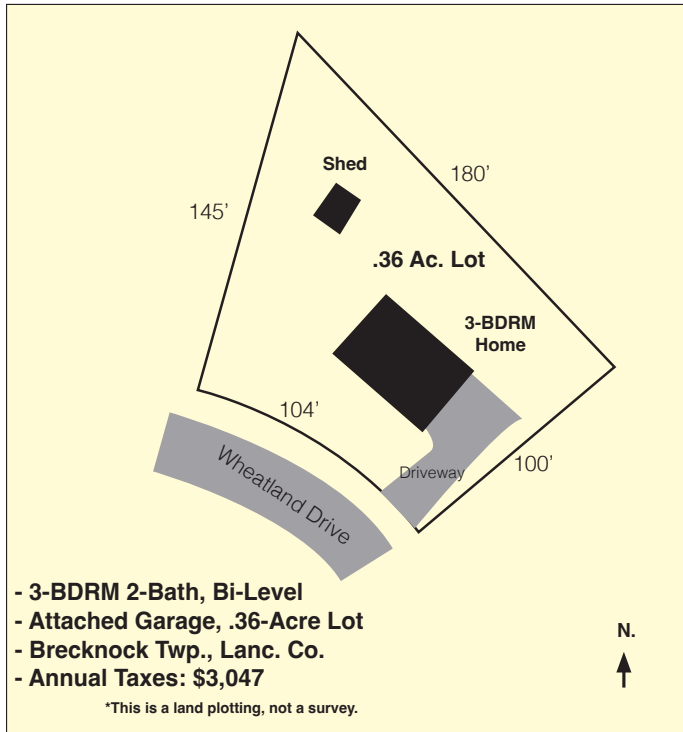 Shed
180’
145’
.36 Ac. Lot
3-BDRM
Home
104’
100’
Driveway
Wheatland Drive
- 3-BDRM 2-Bath, Bi-Level
- Attached Garage, .36-Acre Lot
- Brecknock Twp., Lanc. Co.
- Annual Taxes: $3,047
N.
*This is a land plotting, not a survey.